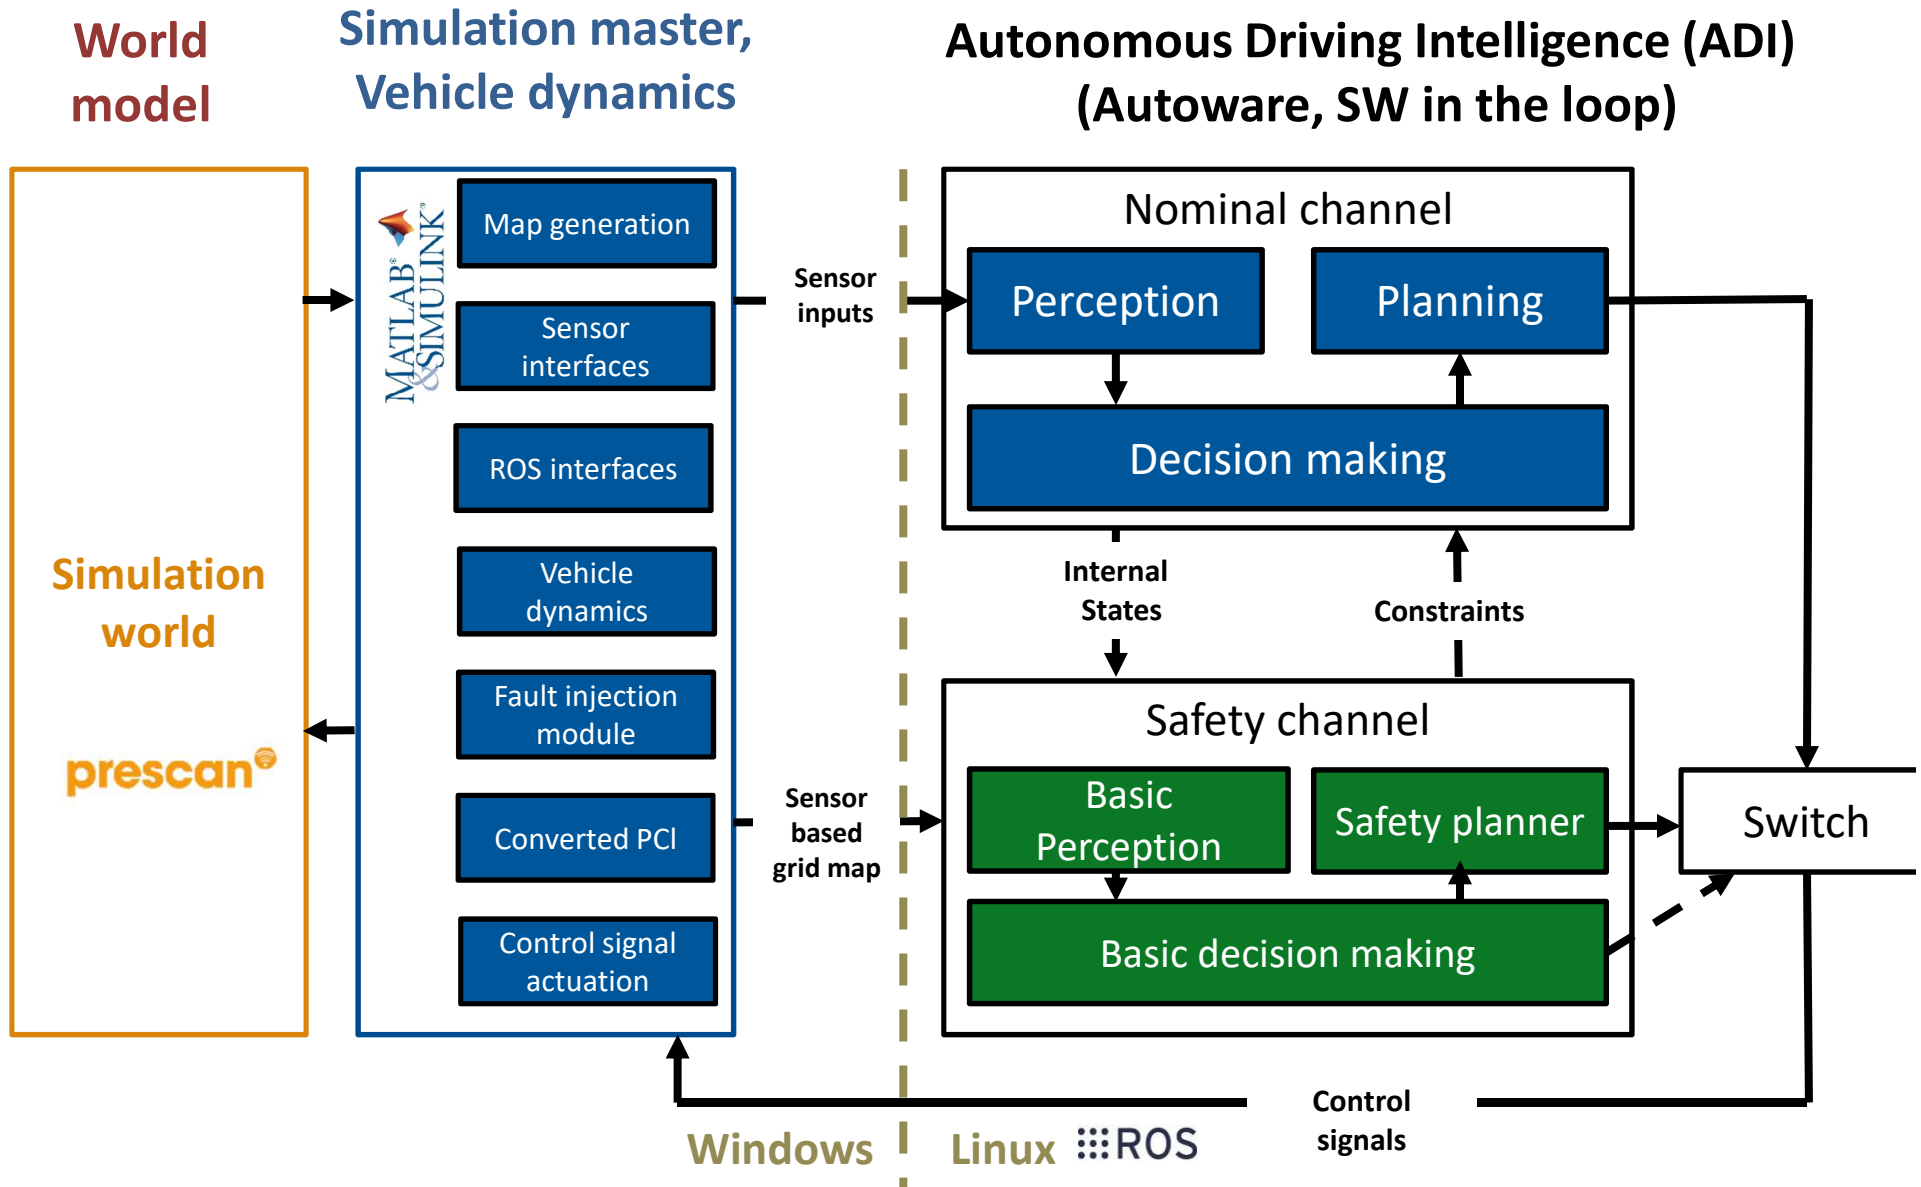 World
model
Simulation master,
Vehicle dynamics
Autonomous Driving Intelligence (ADI)
(Autoware, SW in the loop)
Simulation
world
prescan
MATLAB®
&SIMULINK®
Map generation
Sensor
interfaces
ROS interfaces
Vehicle
dynamics
Fault injection
module
Converted PCl
Control signal
actuation
Sensor
inputs
Sensor
based
grid map
Nominal channel
Perception
Planning
Decision making
Internal
States
Constraints
Safety channel
Basic
Perception
Safety planner
Basic decision making
Switch
Control
signals
Windows
Linux
ROS